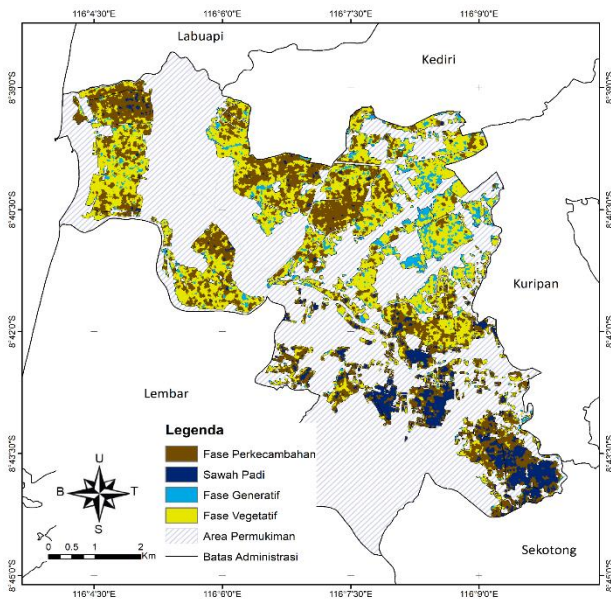 116°4'30"E 116°6'0"E 116°7'30"E 116°9'0"E
Labuapi
Kediri
8°39'0"S 8°39'0"S
8°40'30"S 8°40'30"S
Kuripan
8°42'0"S 8°42'0"S
Lembar
Legenda
Fase Perkecambahan
Sawah Padi
Fase Generatif
Fase Vegetatif
Area Permukiman
Batas Administrasi
8°43'30"S 8°43'30"S
U
B T
S
0 0.5 1 2
Km
Sekotong
8°45'0"S 8°45'0"S
116°4'30"E 116°6'0"E 116°7'30"E 116°9'0"E